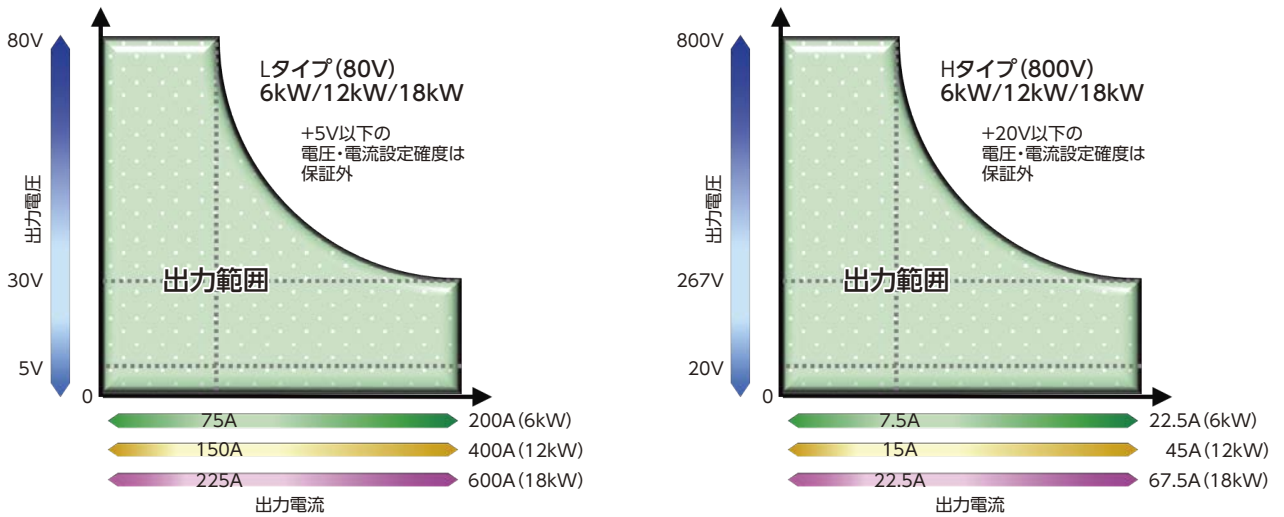 80V
Lタイプ(80V)
6kW/12kW/18kW
+5V以下の
電圧・電流設定確度は
保証外
出力電圧
30V
出力範囲
5V
0
75A
200A(6kW)
150A
400A(12kW)
225A
600A(18kW)
出力電流
800V
Hタイプ(800V)
6kW/12kW/18kW
+20V以下の
電圧・電流設定確度は
保証外
出力電圧
267V
出力範囲
20V
0
7.5A
22.5A(6kW)
15A
45A(12kW)
22.5A
67.5A(18kW)
出力電流